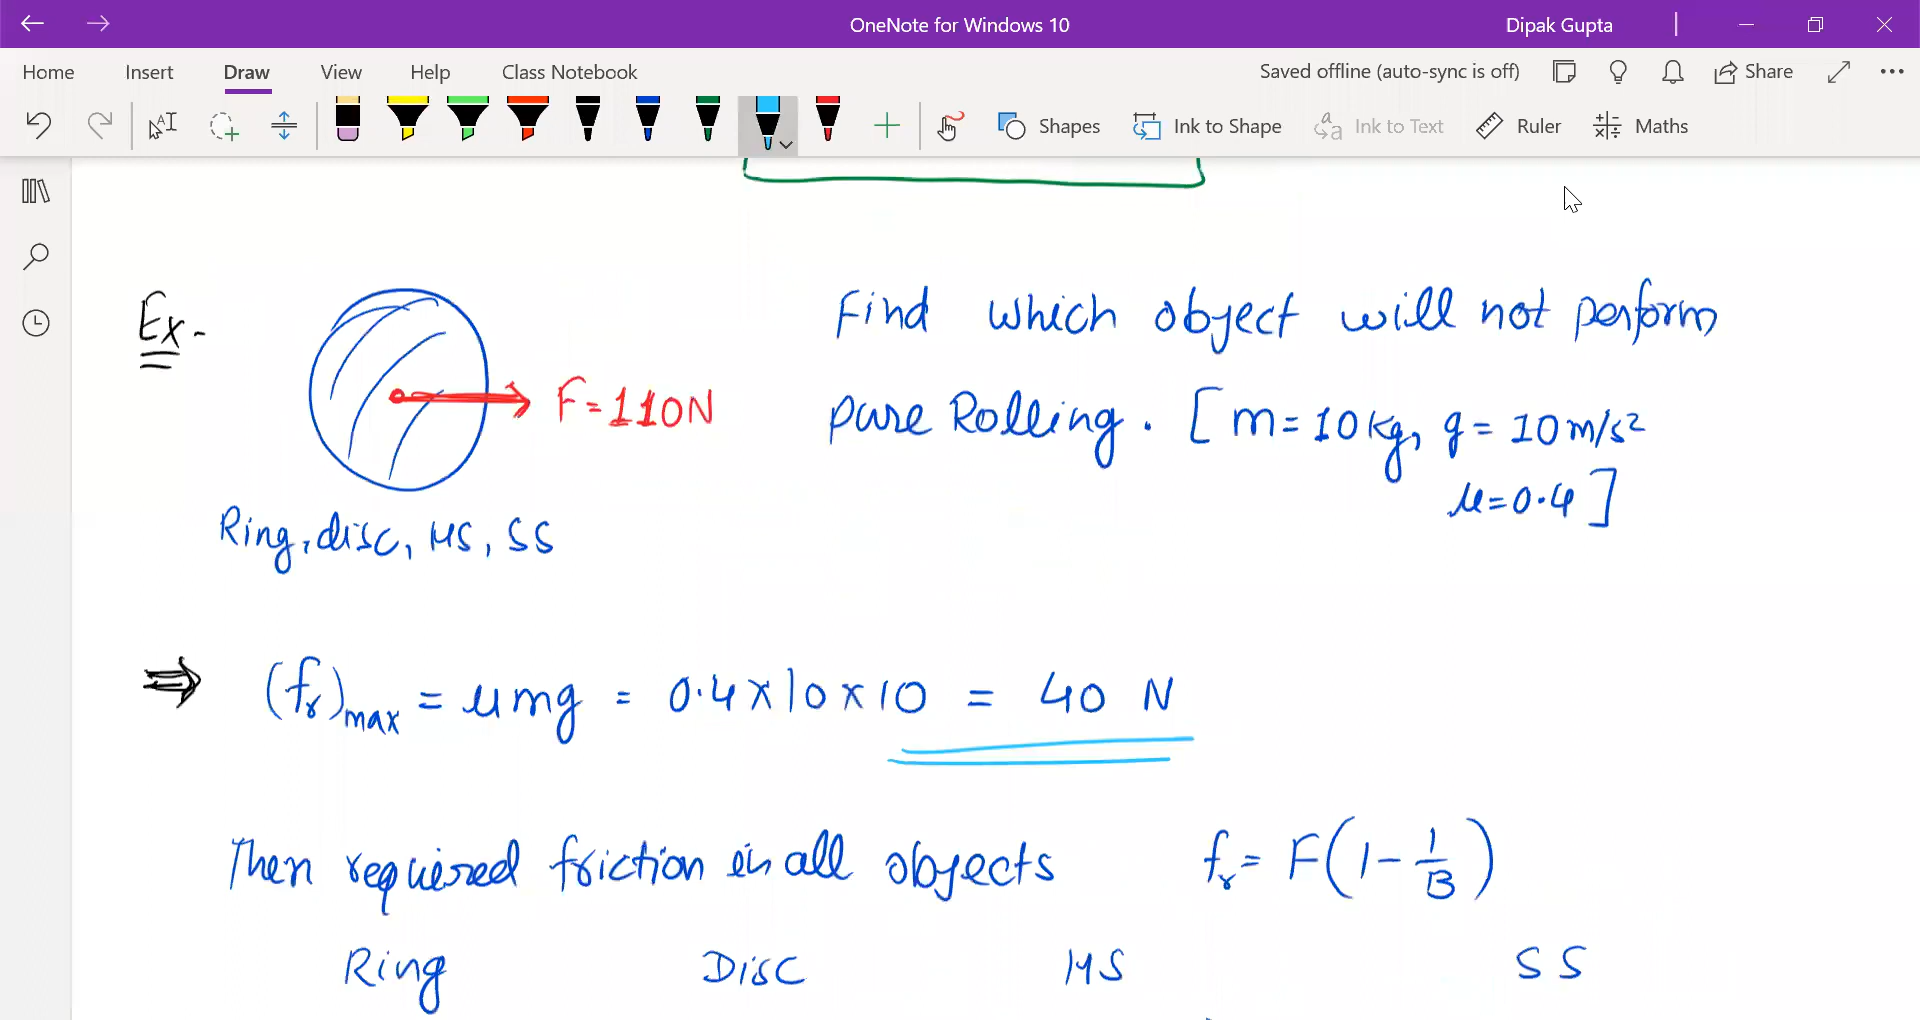 OneNote for Windows 10
Dipak Gupta
Home Insert Draw View Help Class Notebook
Saved offline (auto-sync is off) Share
Shapes Ink to Shape Ink to Text Ruler Maths
Ex-
Find which object will not perform
F=110N
pure Rolling. [m=10kg, g=10m/s²
μ=0.4]
Ring, disc, HS, SS
⇒ (fᵣ)max = μmg = 0.4×10×10 = 40 N
Then required friction in all objects fᵣ = F(1-1/B)
Ring Disc HS SS